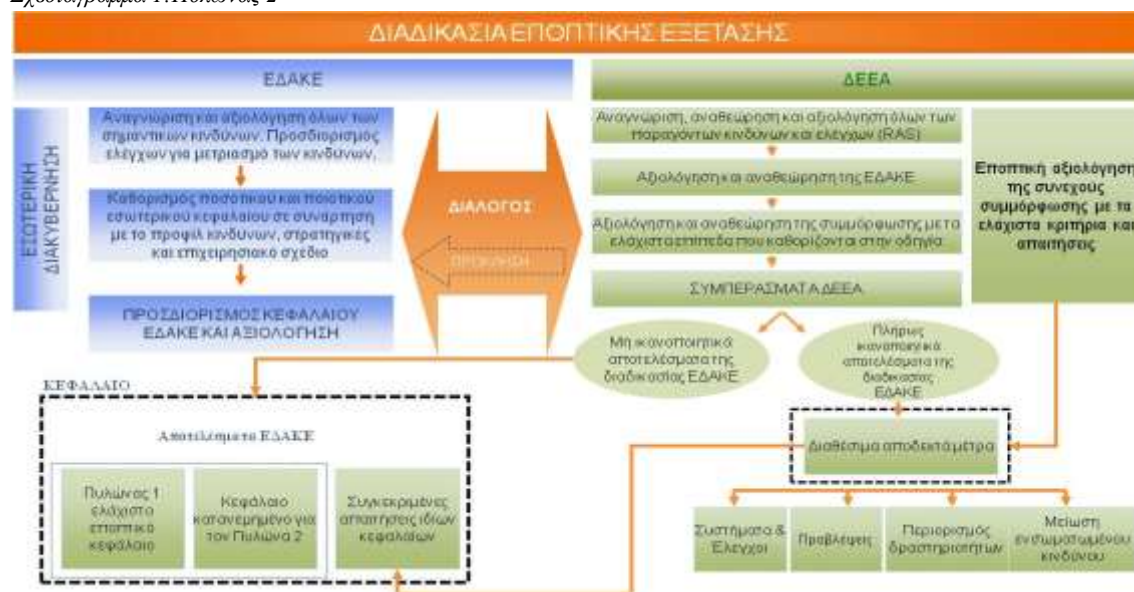 ΔΙΑΔΙΚΑΣΙΑ ΕΠΟΠΤΙΚΗΣ ΕΞΕΤΑΣΗΣ
ΕΔΑΚΕ
ΕΣΩΤΕΡΙΚΗ
ΔΙΑΚΥΒΕΡΝΗΣΗ
Αναγνώριση και αξιολόγηση όλων των
σημαντικων κινδύνων. Προσδιορισμός
ελέγχων για μετριασμό των κινδύνων.
Καθορισμός ποσοτικού και ποιοτικού
εσωτερικού κεφαλαίου σε συνάρτηση
με το προφίλ κινδύνων, στρατηγικές
και επιχειρησιακό σχεδιο
ΠΡΟΣΔΙΟΡΙΣΜΟΣ ΚΕΦΑΛΑΙΟΥ
ΕΔΑΚΕ ΚΑΙ ΑΞΙΟΛΟΓΗΣΗ
ΔΙΑΛΟΓΟΣ
ΠΡΟΚΛΗΣΗ
ΔΕΕΑ
Αναγνώριση, αναθεώρηση και αξιολόγηση όλων των
παραγόντων κινδύνων και ελέγχων (RAS)
Αξιολόγηση και αναθεώρηση της ΕΔΑΚΕ
Αξιολόγηση και αναθεώρηση της συμμόρφωσης με τα
ελάχιστα επίπεδα που καθορίζονται στην οδηγία
ΣΥΜΠΕΡΑΣΜΑΤΑ ΔΕΕΑ
Εποπτική αξιολόγηση
της συνεχούς
συμμόρφωσης με τα
ελάχιστα κριτήρια και
απαιτήσεις
Μη ικανοποιητικά
αποτελέσματα της
διαδικασίας ΕΔΑΚΕ
Πλήρως
ικανοποιητικά
αποτελέσματα της
διαδικασίας
ΕΔΑΚΕ
ΚΕΦΑΛΑΙΟ
Αποτελέσματα ΕΔΑΚΕ
Πυλώνας 1
ελάχιστο
εποπτικό
κεφάλαιο
Κεφάλαιο
κατανεμημένο για
τον Πυλώνα 2
Συγκεκριμένες
απαιτήσεις ιδίων
κεφαλαίων
Διαθέσιμα αποδεκτά μέτρα
Συστήματα &
Ελεγχοι
Προβλέψεις
Περιορισμός
δραστηριοτήτων
Μείωση
ενσωματωμένου
κινδύνου